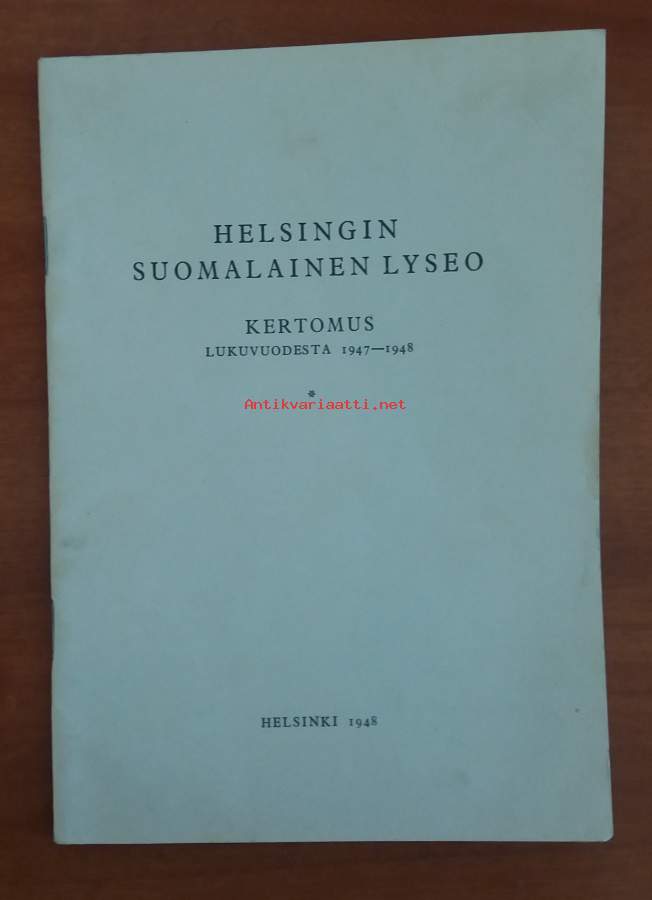 HELSINGIN
SUOMALAINEN LYSEO
KERTOMUS
LUKUVUODESTA 1947—1948
*
Antikvariaatti.net
HELSINKI 1948